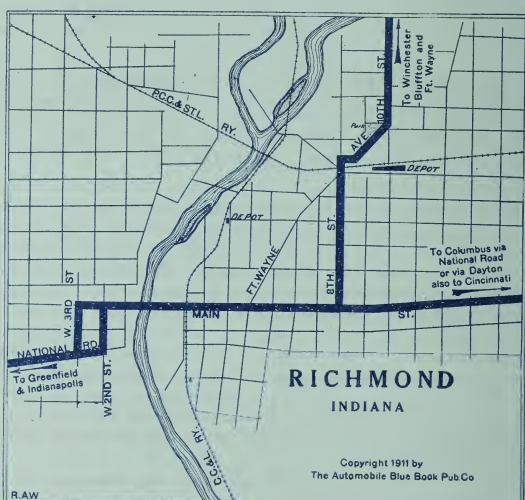 To Winchester
Bluffton and
Ft. Wayne
10TH. ST.
P.C.C.& ST L. RY.
Park
AVE.
DEPOT
DEPOT
FT. WAYNE
8TH. ST.
To Columbus via
National Road
or via Dayton
also to Cincinnati
W. 3RD ST
MAIN ST.
NATIONAL RD.
To Greenfield
& Indianapolis
W. 2ND ST.
C.C.&L. RY.
RICHMOND
INDIANA
Copyright 1911 by
The Automobile Blue Book Pub.Co
R.AW